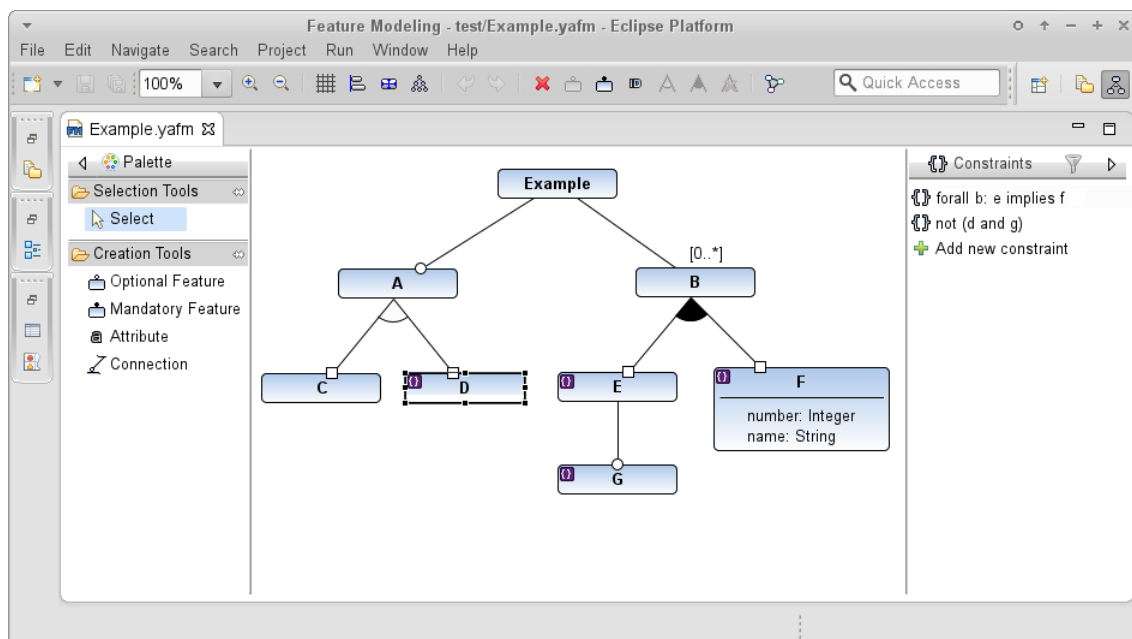 Feature Modeling - test/Example.yafm - Eclipse Platform
File Edit Navigate Search Project Run Window Help
100%
Quick Access
Example.yafm
Palette
Selection Tools
Select
Creation Tools
Optional Feature
Mandatory Feature
Attribute
Connection
Example
[0..*]
A
B
C
D
E
F
number: Integer
name: String
G
{} Constraints
{} forall b: e implies f
{} not (d and g)
Add new constraint